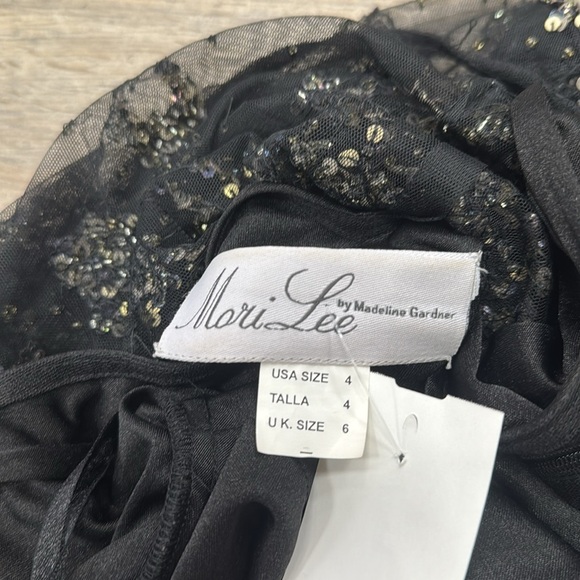 Mori Lee
by Madeline Gardner
USA SIZE 4
TALLA 4
U K. SIZE 6